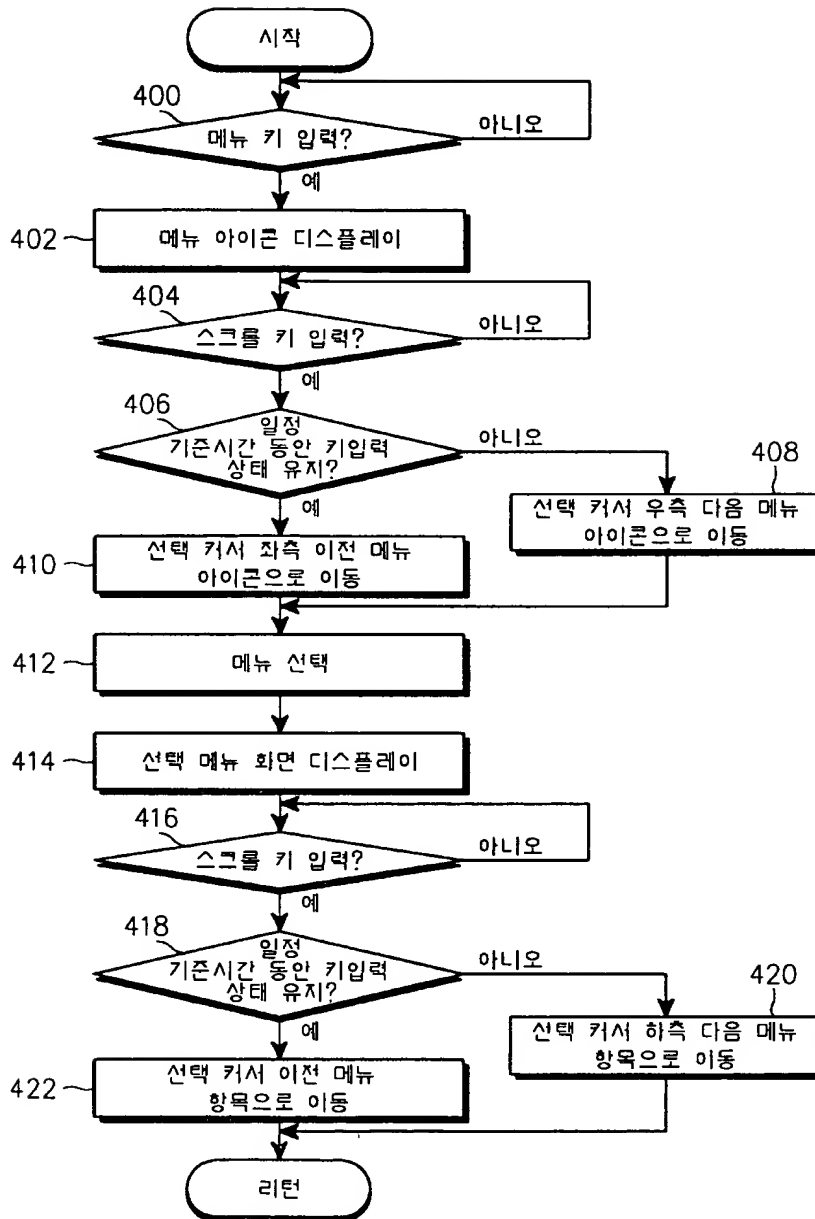 시작
400
메뉴 키 입력?
아니오
예
402
메뉴 아이콘 디스플레이
404
스크롤 키 입력?
아니오
예
406
일정
기준시간 동안 키입력
상태 유지?
아니오
예
408
선택 커서 우측 다음 메뉴
아이콘으로 이동
410
선택 커서 좌측 이전 메뉴
아이콘으로 이동
412
메뉴 선택
414
선택 메뉴 화면 디스플레이
416
스크롤 키 입력?
아니오
예
418
일정
기준시간 동안 키입력
상태 유지?
아니오
예
420
선택 커서 하측 다음 메뉴
항목으로 이동
422
선택 커서 이전 메뉴
항목으로 이동
리턴